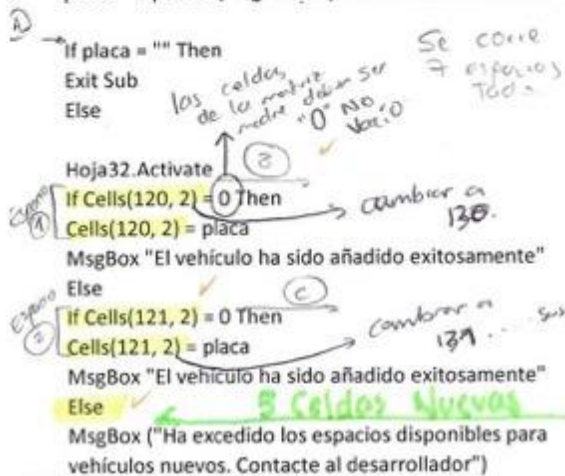 A
If placa = "" Then
Exit Sub
Else
Se corre
7 espacios
Todo
las celdas
de la matriz
madre deben ser
"0" No
Vacío
Hoja32.Activate
B
Espacio
1
If Cells(120, 2) = 0 Then
Cells(120, 2) = placa
cambiar a
MsgBox "El vehículo ha sido añadido exitosamente"
Else
C
Espacio
2
If Cells(121, 2) = 0 Then
Cells(121, 2) = placa
cambiar a
MsgBox "El vehículo ha sido añadido exitosamente"
Else
Celdas Nuevas
MsgBox ("Ha excedido los espacios disponibles para
vehículos nuevos. Contacte al desarrollador")